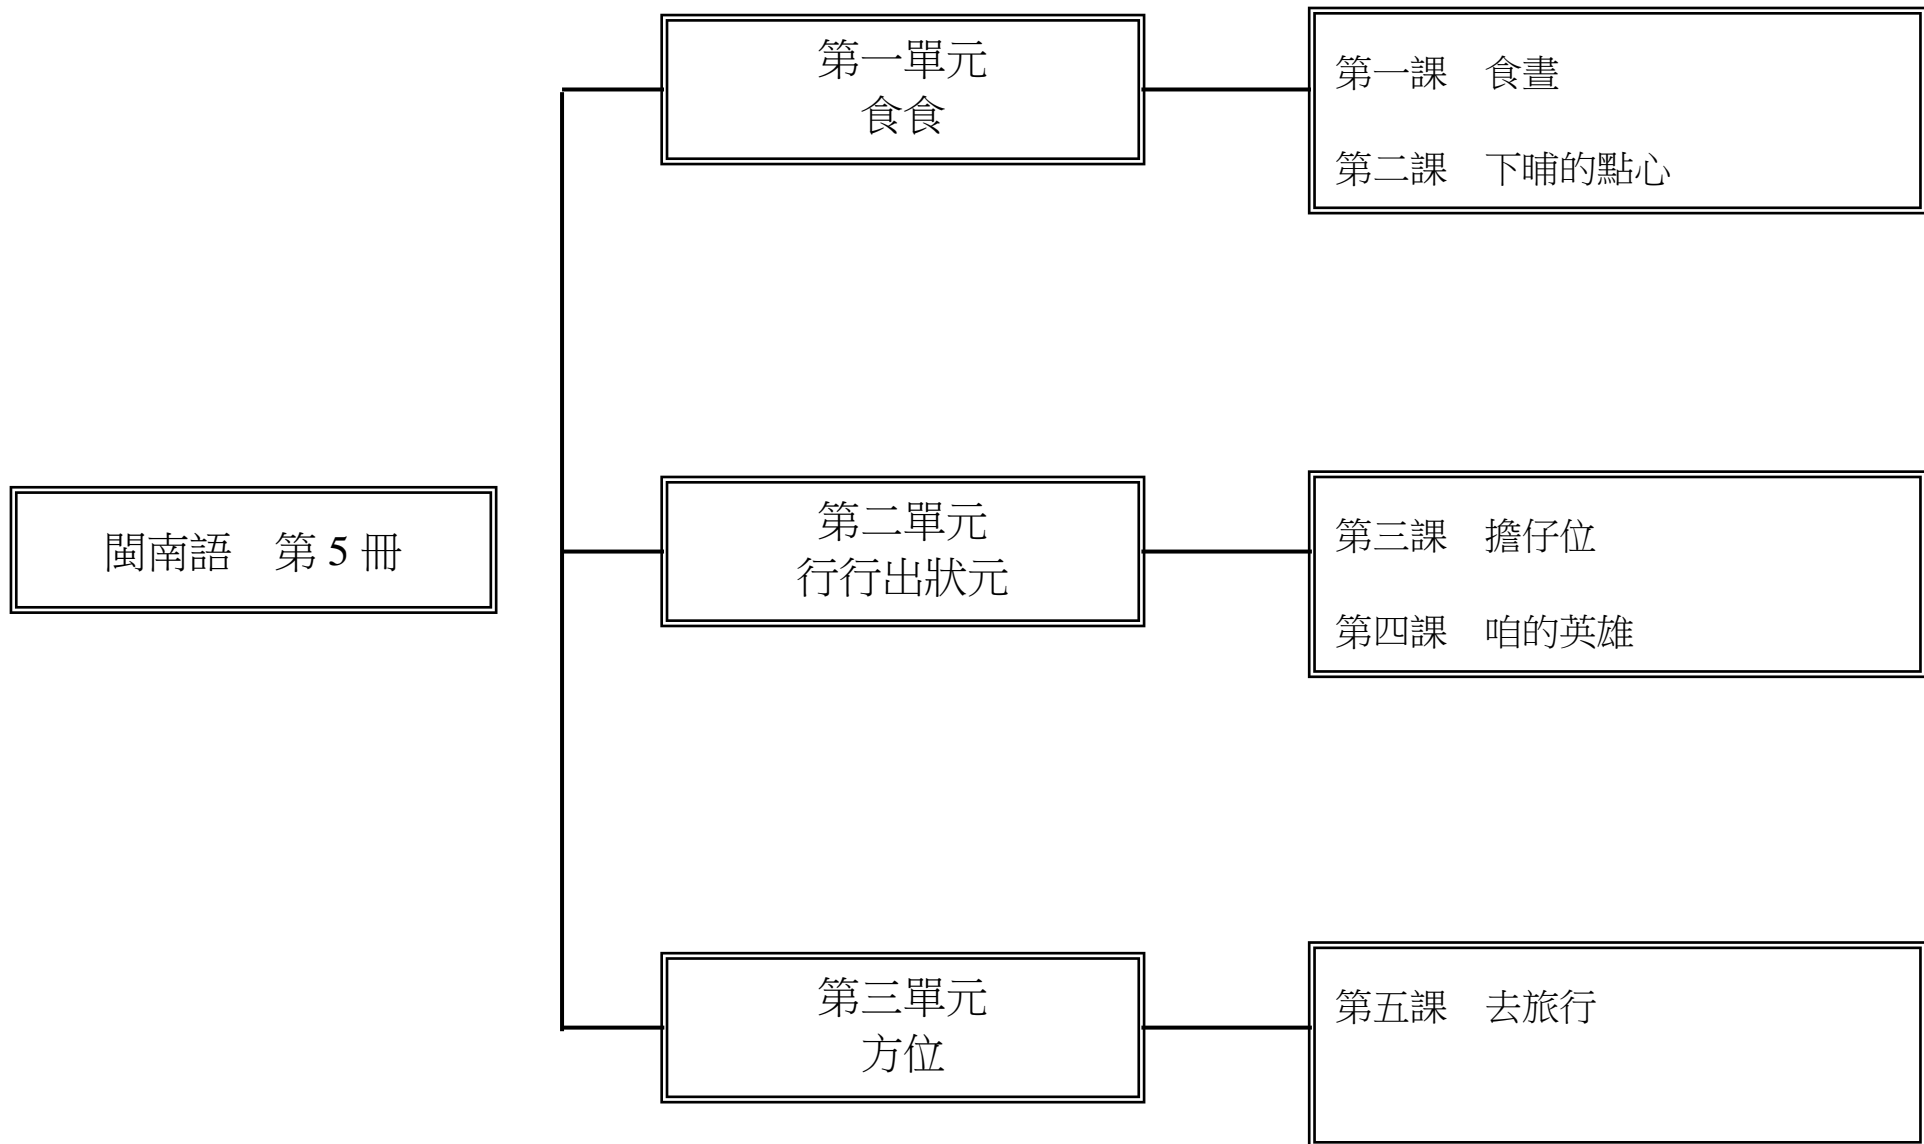 閩南語　第 5 冊
第一單元
食食
第一課　食晝
第二課　下晡的點心
第二單元
行行出狀元
第三課　擔仔位
第四課　咱的英雄
第三單元
方位
第五課　去旅行